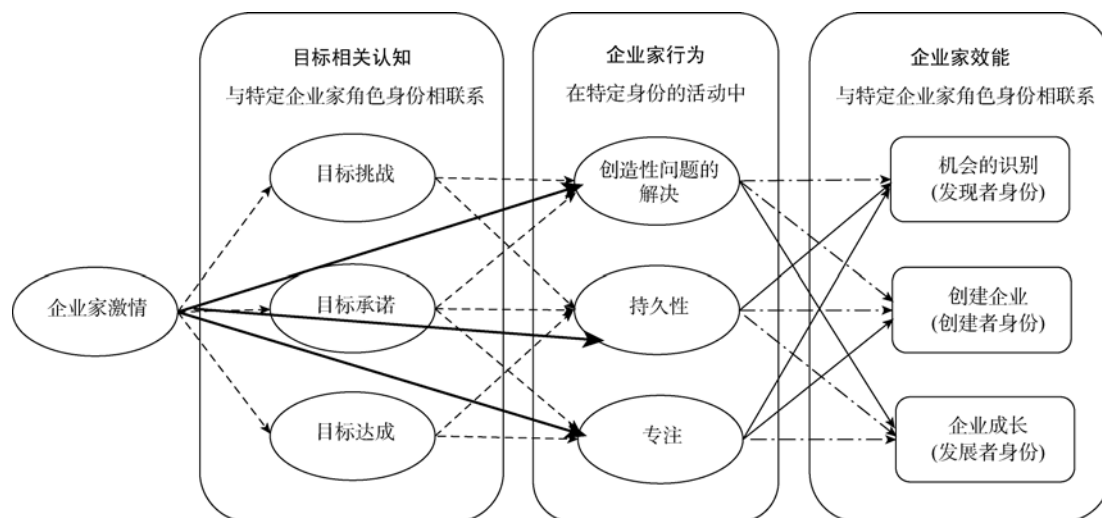 目标相关认知
与特定企业家角色身份相联系
企业家行为
在特定身份的活动中
企业家效能
与特定企业家角色身份相联系
企业家激情
目标挑战
目标承诺
目标达成
创造性问题的
解决
持久性
专注
机会的识别
(发现者身份)
创建企业
(创建者身份)
企业成长
(发展者身份)